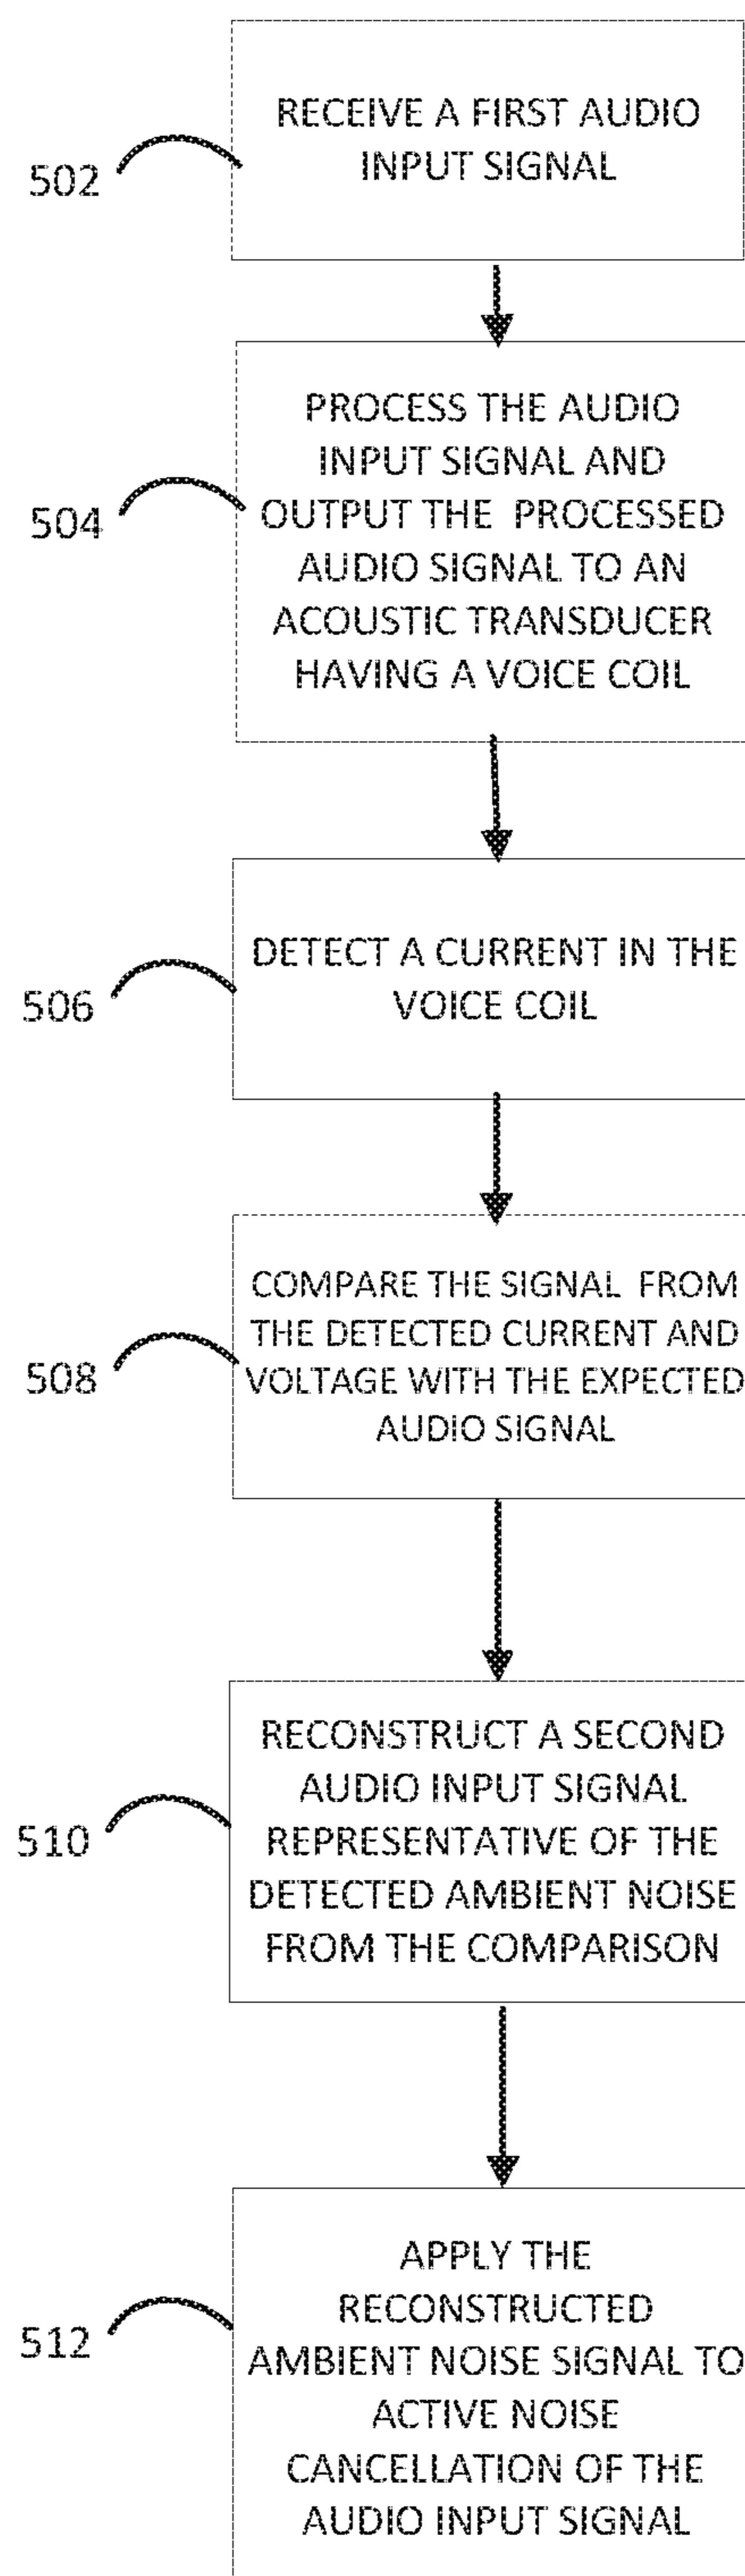 RECEIVE A FIRST AUDIO
INPUT SIGNAL
502
PROCESS THE AUDIO
INPUT SIGNAL AND
OUTPUT THE PROCESSED
AUDIO SIGNAL TO AN
ACOUSTIC TRANSDUCER
HAVING A VOICE COIL
504
DETECT A CURRENT IN THE
VOICE COIL
506
COMPARE THE SIGNAL FROM
THE DETECTED CURRENT AND
VOLTAGE WITH THE EXPECTED
AUDIO SIGNAL
508
RECONSTRUCT A SECOND
AUDIO INPUT SIGNAL
REPRESENTATIVE OF THE
DETECTED AMBIENT NOISE
FROM THE COMPARISON
510
APPLY THE
RECONSTRUCTED
AMBIENT NOISE SIGNAL TO
ACTIVE NOISE
CANCELLATION OF THE
AUDIO INPUT SIGNAL
512